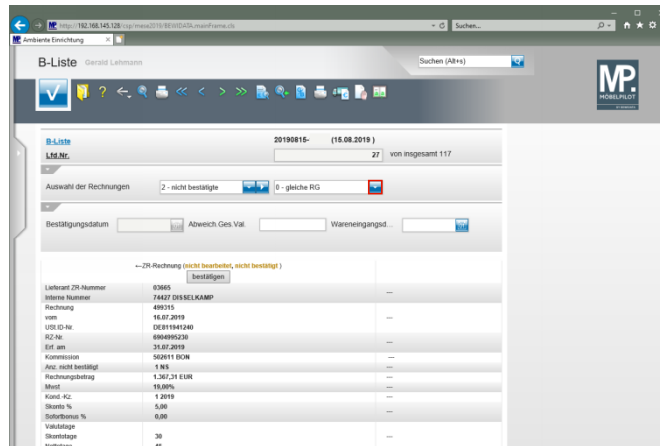 http://192.168.145.128/csp/mesa2019/BEWIDATA.mainFrame.cls
Suchen...
Ambiente Einrichtung
B-Liste Gerald Lehmann
Suchen (Alt+s)
MP.
MÖBELPILOT
B-Liste 20190815- (15.08.2019 )
Lfd.Nr. 27 von insgesamt 117
Auswahl der Rechnungen 2 - nicht bestätigte 0 - gleiche RG
Bestätigungsdatum Abweich.Ges.Val. Wareneingangsd...
←ZR-Rechnung (nicht bearbeitet, nicht bestätigt )
bestätigen
Lieferant ZR-Nummer 03665
Interne Nummer 74427 DISSELKAMP —
Rechnung 499315
vom 16.07.2019 —
USt.ID-Nr. DE811941240
RZ-Nr. 6904995230
Erf. am 31.07.2019 —
Kommission 502611 BON —
Anz. nicht bestätigt 1 NS —
Rechnungsbetrag 1.367,31 EUR —
Mwst 19,00% —
Kond.-Kz. 1 2019 —
Skonto % 5,00
Sofortbonus % 0,00 —
Valutatage
Skontotage 30 —